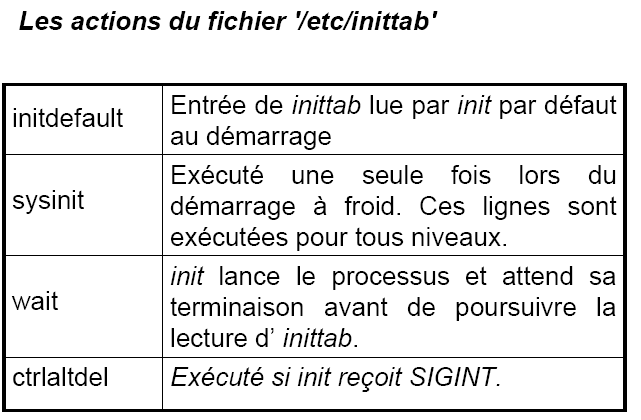 Les actions du fichier '/etc/inittab'
initdefault
Entrée de inittab lue par init par défaut
au démarrage
sysinit
Exécuté une seule fois lors du
démarrage à froid. Ces lignes sont
exécutées pour tous niveaux.
wait
init lance le processus et attend sa
terminaison avant de poursuivre la
lecture d' inittab.
ctrlaltdel
Exécuté si init reçoit SIGINT.